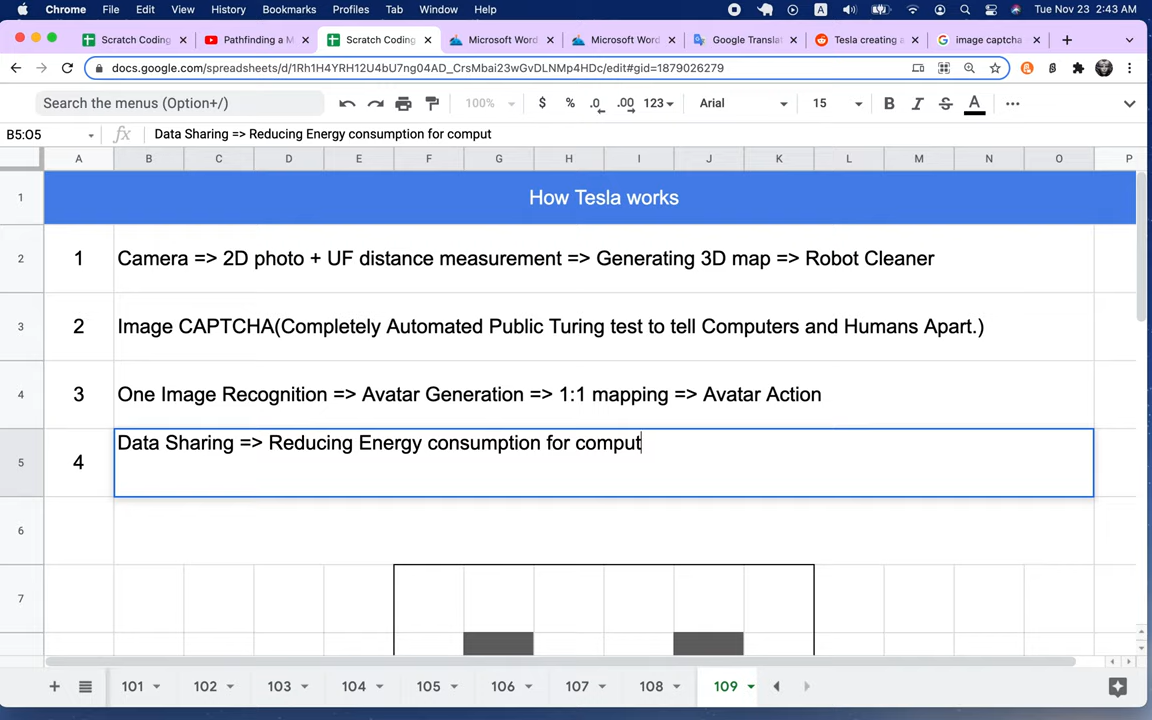 Chrome File Edit View History Bookmarks Profiles Tab Window Help A Tue Nov 23 2:43 AM
Scratch Coding Pathfinding a M Scratch Coding Microsoft Word Microsoft Word Google Transla Tesla creating a image captcha
docs.google.com/spreadsheets/d/1Rh1H4YRH12U4bU7ng04AD_CrsMbai23wGvDLNMp4HDc/edit#gid=1879026279
Search the menus (Option+/) 100% $ % .0 .00 123 Arial 15 B I S A
B5:O5 fx Data Sharing => Reducing Energy consumption for comput
A B C D E F G H I J K L M N O P
1 How Tesla works
2 1 Camera => 2D photo + UF distance measurement => Generating 3D map => Robot Cleaner
3 2 Image CAPTCHA(Completely Automated Public Turing test to tell Computers and Humans Apart.)
4 3 One Image Recognition => Avatar Generation => 1:1 mapping => Avatar Action
5 4 Data Sharing => Reducing Energy consumption for comput
6
7
101 102 103 104 105 106 107 108 109